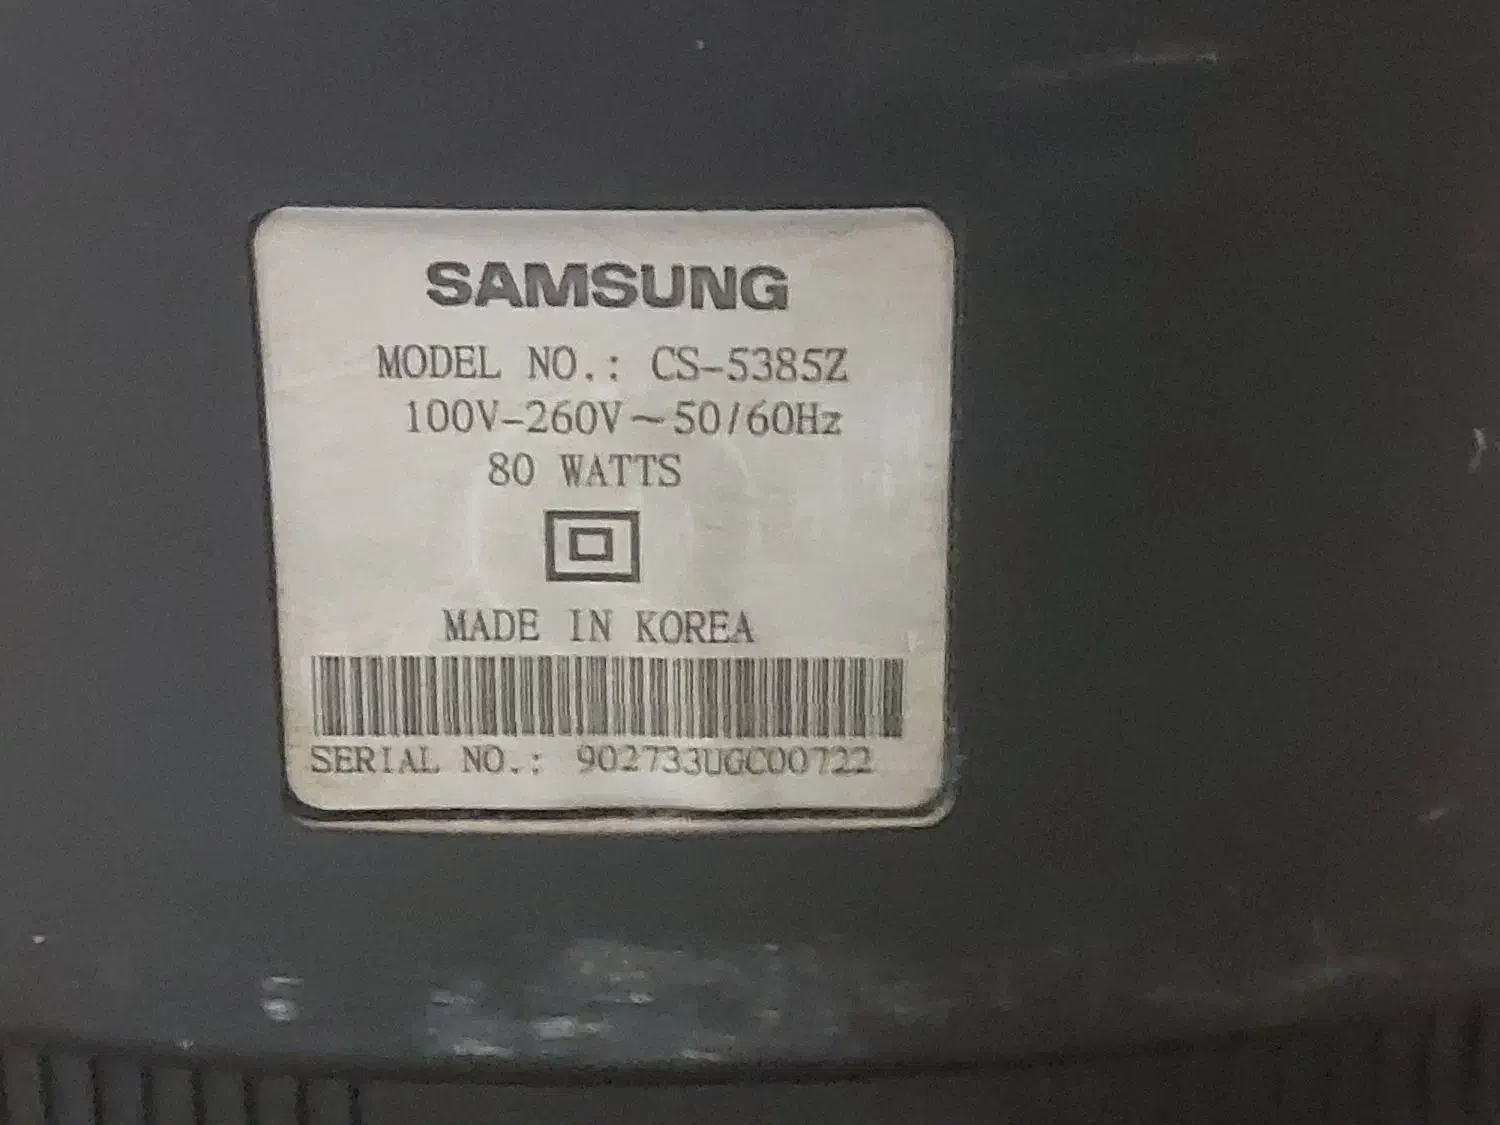 SAMSUNG
MODEL NO.: CS-5385Z
100V-260V~50/60Hz
80 WATTS
MADE IN KOREA
SERIAL NO.: 902733UGC00722